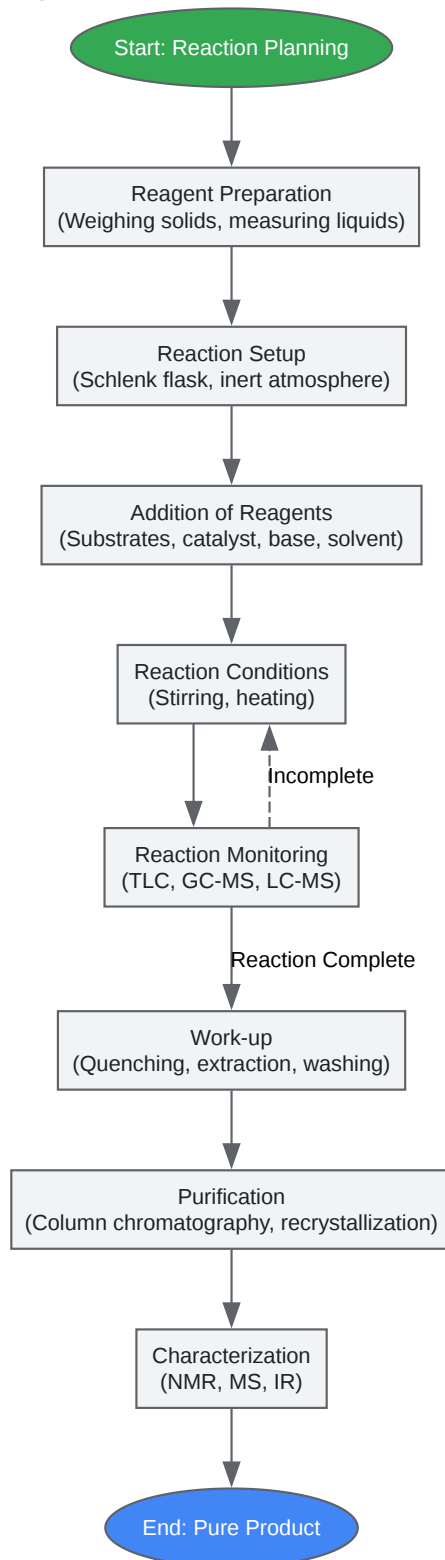 Start: Reaction Planning
Reagent Preparation
(Weighing solids, measuring liquids)
Reaction Setup
(Schlenk flask, inert atmosphere)
Addition of Reagents
(Substrates, catalyst, base, solvent)
Reaction Conditions
(Stirring, heating)
Incomplete
Reaction Monitoring
(TLC, GC-MS, LC-MS)
Reaction Complete
Work-up
(Quenching, extraction, washing)
Purification
(Column chromatography, recrystallization)
Characterization
(NMR, MS, IR)
End: Pure Product